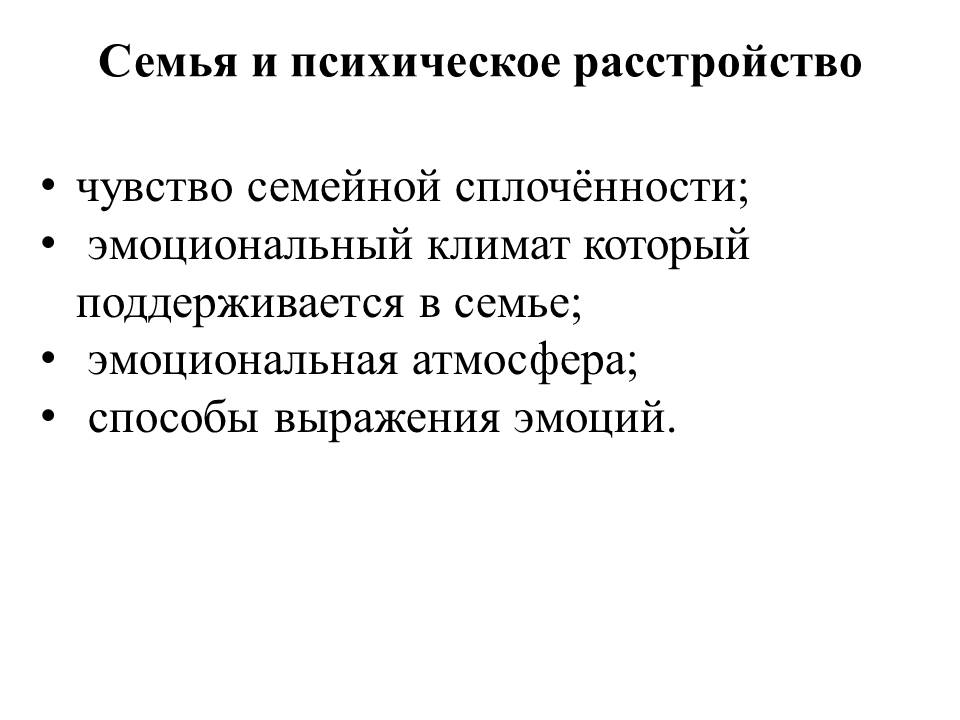 Семья и психическое расстройство
• чувство семейной сплочённости;
• эмоциональный климат который
поддерживается в семье;
• эмоциональная атмосфера;
• способы выражения эмоций.